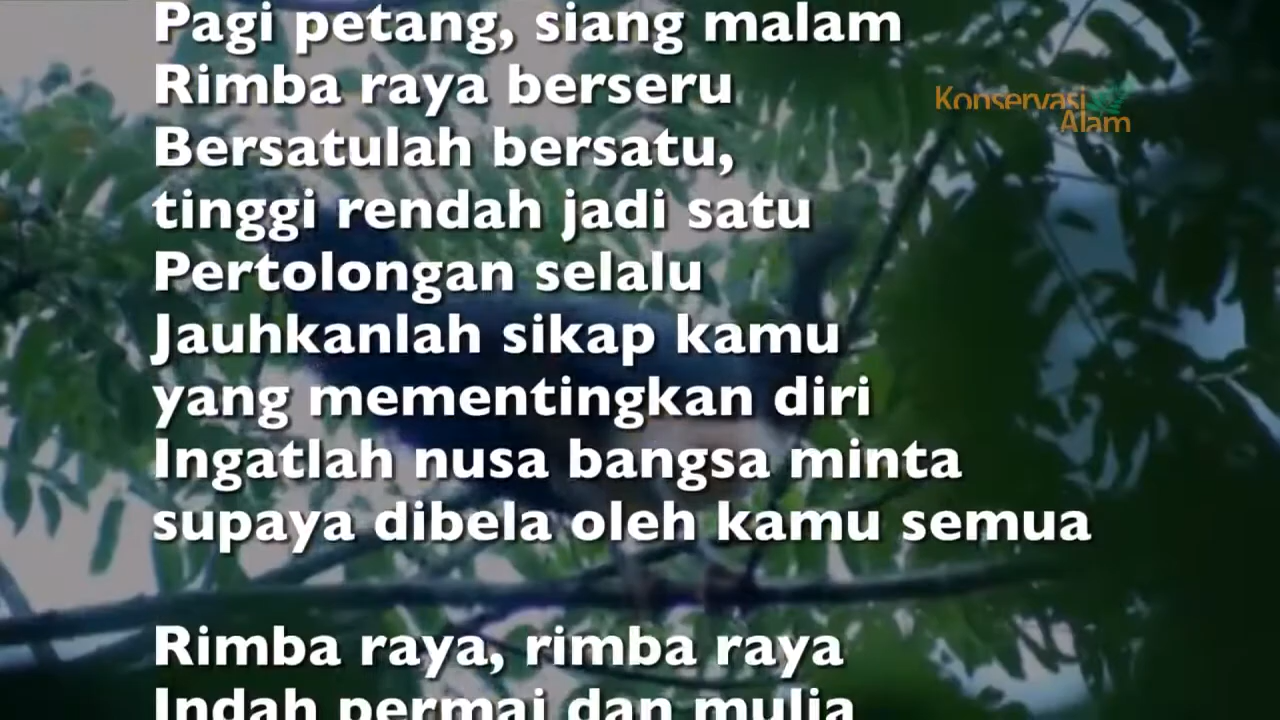 Pagi petang, siang malam
Rimba raya berseru
Bersatulah bersatu,
tinggi rendah jadi satu
Pertolongan selalu
Jauhkanlah sikap kamu
yang mementingkan diri
Ingatlah nusa bangsa minta
supaya dibela oleh kamu semua
Rimba raya, rimba raya
Indah permai dan mulia
Konservasi
Alam